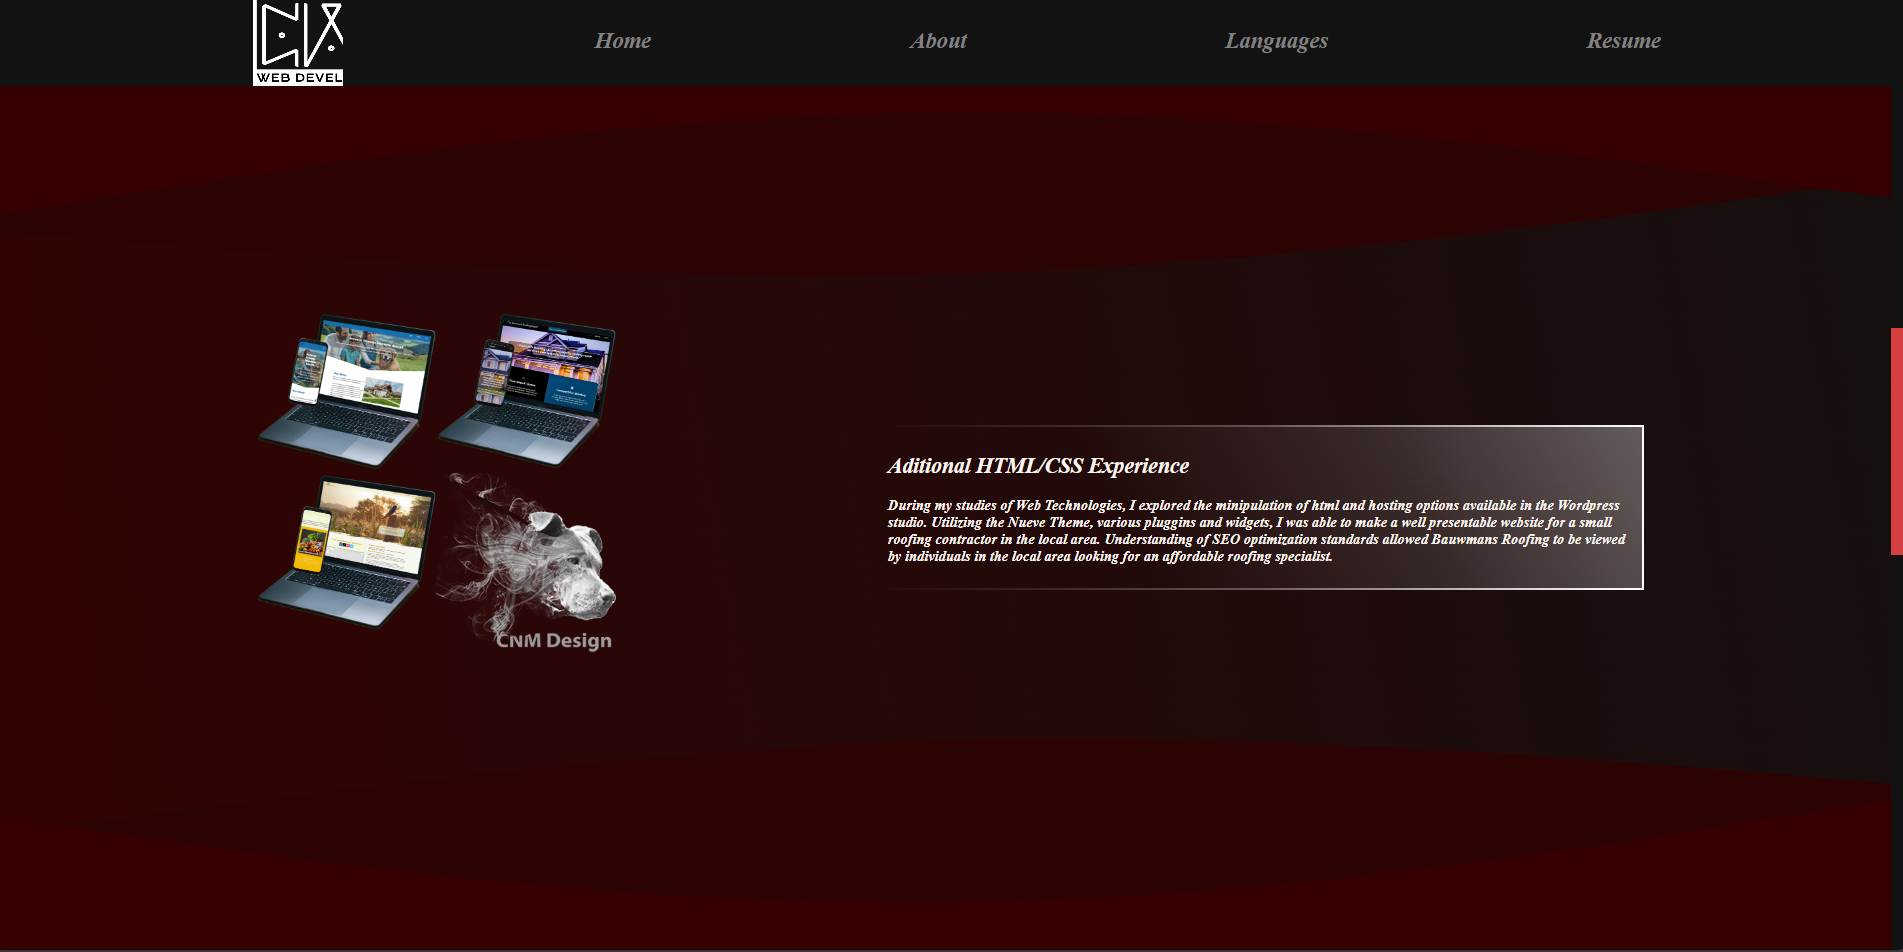 WEB DEVEL
Home
About
Languages
Resume
Aditional HTML/CSS Experience
During my studies of Web Technologies, I explored the minipulation of html and hosting options available in the Wordpress
studio. Utilizing the Nueve Theme, various pluggins and widgets, I was able to make a well presentable website for a small
roofing contractor in the local area. Understanding of SEO optimization standards allowed Bauwmans Roofing to be viewed
by individuals in the local area looking for an affordable roofing specialist.
CNM Design